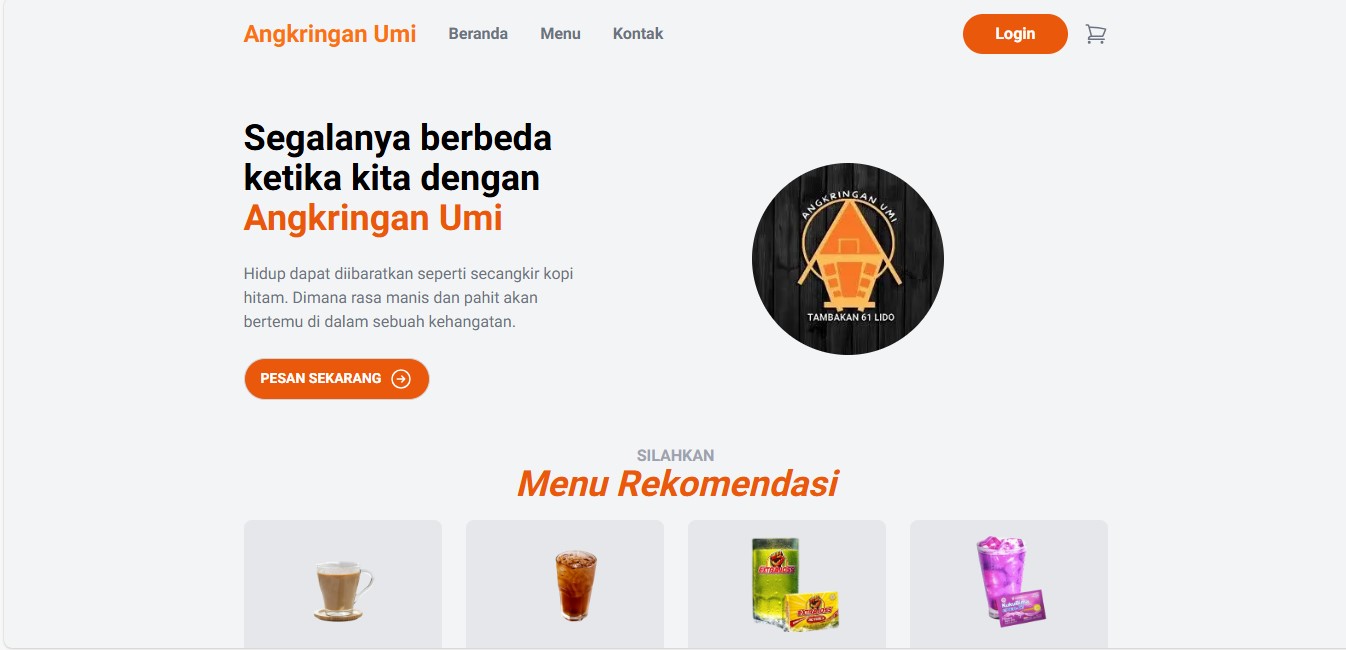 Angkringan Umi
Beranda
Menu
Kontak
Login
Segalanya berbeda
ketika kita dengan
Angkringan Umi
Hidup dapat diibaratkan seperti secangkir kopi
hitam. Dimana rasa manis dan pahit akan
bertemu di dalam sebuah kehangatan.
PESAN SEKARANG
ANGKRINGAN UMI
TAMBAKAN 61 LIDO
SILAHKAN
Menu Rekomendasi